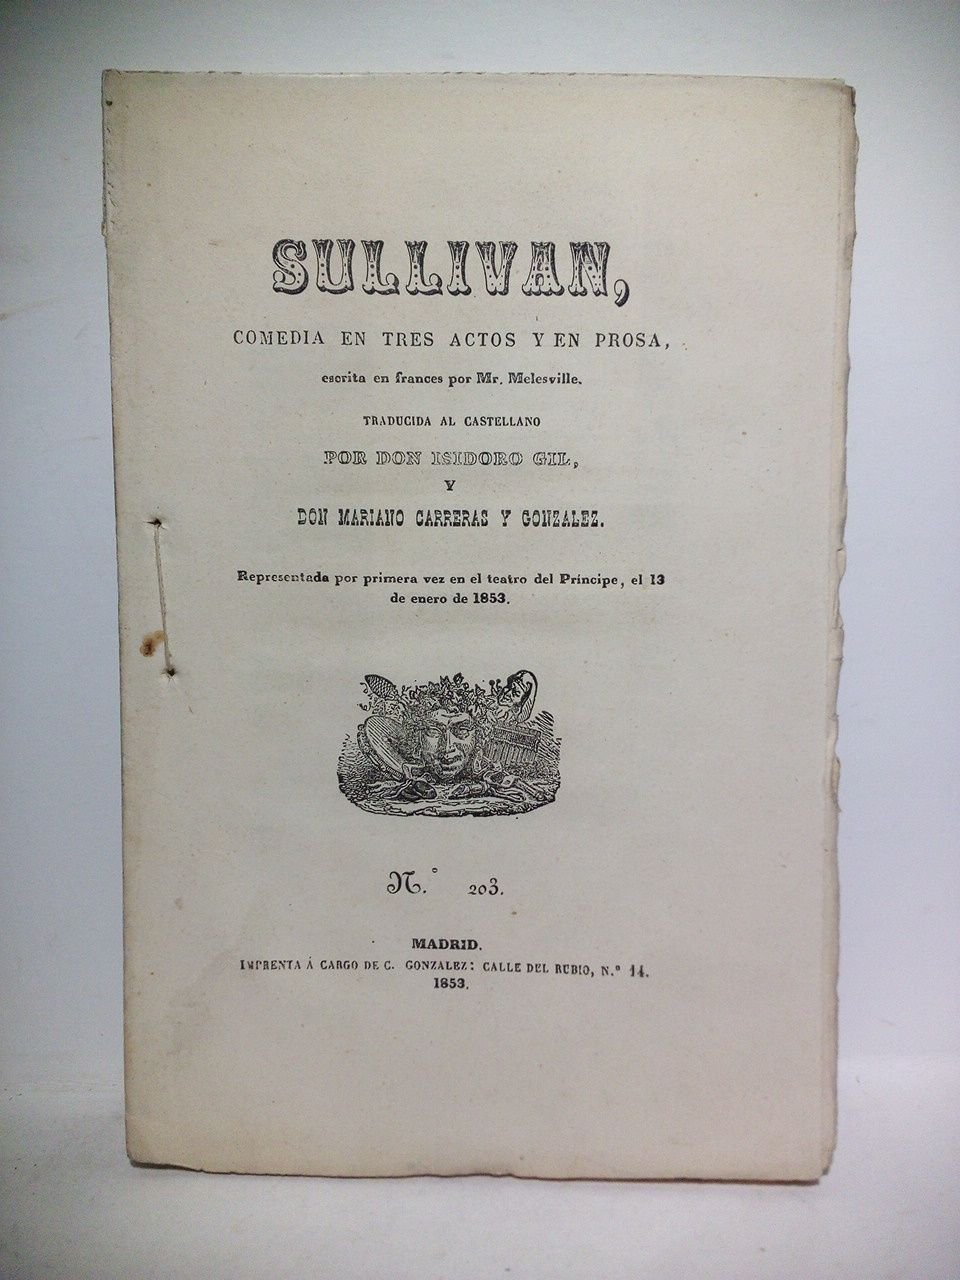 SULLIVAN,
COMEDIA EN TRES ACTOS Y EN PROSA,
escrita en frances por Mr. Melesville.
TRADUCIDA AL CASTELLANO
POR DON ISIDORO GIL,
Y
DON MARIANO CARRERAS Y GONZALEZ.
Representada por primera vez en el teatro del Príncipe, el 13
de enero de 1853.
N.° 203.
MADRID.
IMPRENTA Á CARGO DE C. GONZALEZ: CALLE DEL RUBIO, N.° 14.
1853.